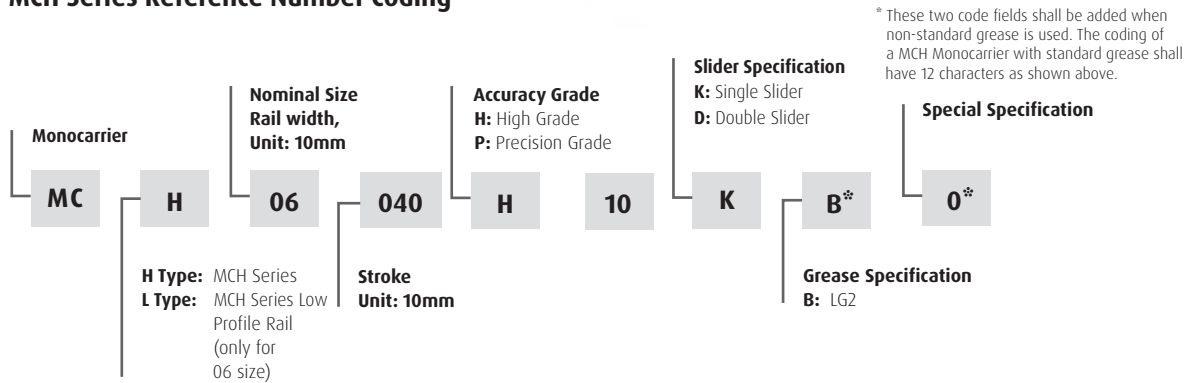 MCH Series Reference Number Coding
* These two code fields shall be added when
non-standard grease is used. The coding of
a MCH Monocarrier with standard grease shall
have 12 characters as shown above.
Monocarrier
Nominal Size
Rail width,
Unit: 10mm
Accuracy Grade
H: High Grade
P: Precision Grade
Slider Specification
K: Single Slider
D: Double Slider
Special Specification
MC H 06 040 H 10 K B* 0*
H Type: MCH Series
L Type: MCH Series Low
Profile Rail
(only for
06 size)
Stroke
Unit: 10mm
Grease Specification
B: LG2